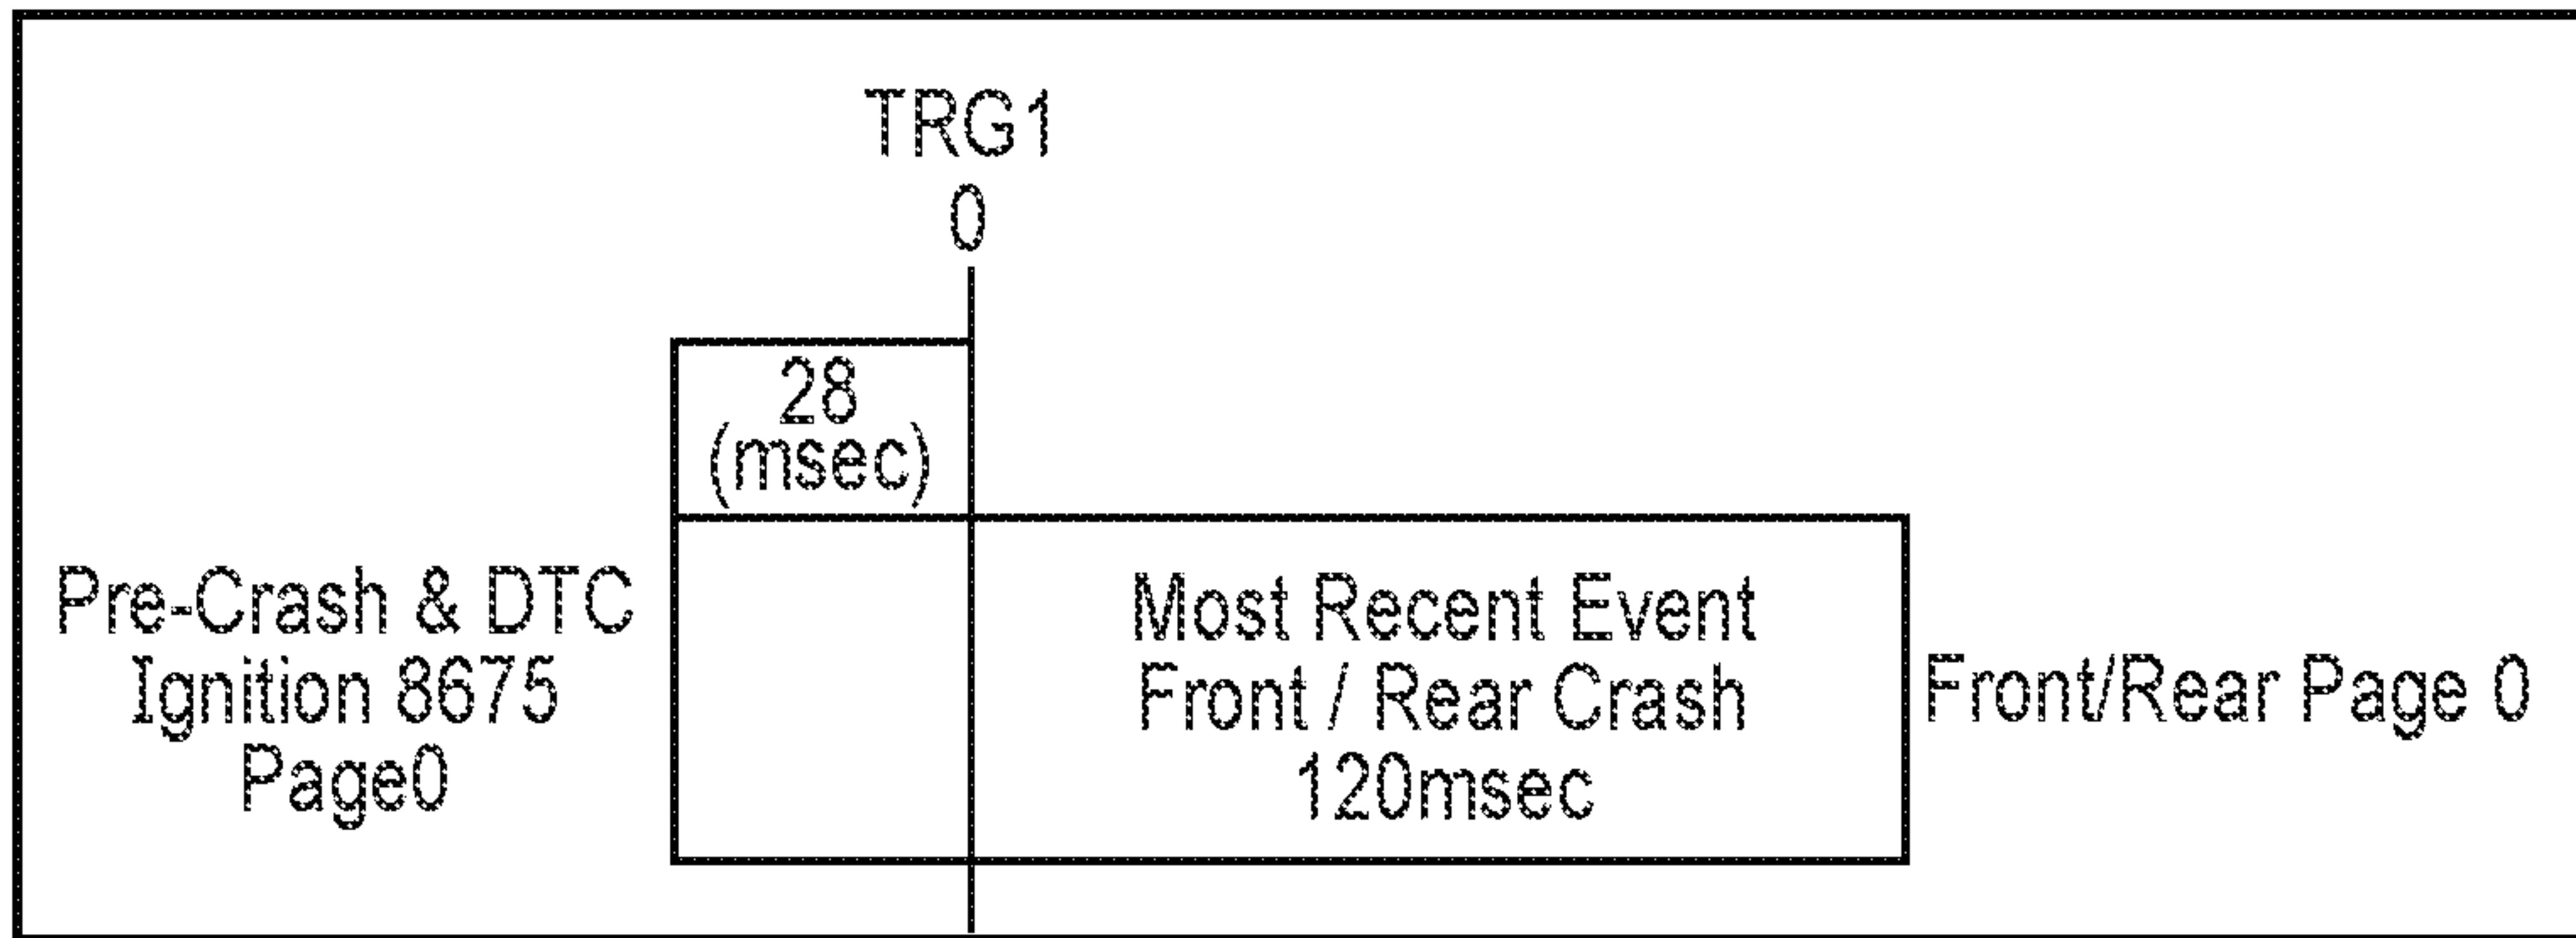 TRG1
0
28
(msec)
Pre-Crash & DTC
Ignition 8675
Page0
Most Recent Event
Front / Rear Crash
120msec
Front/Rear Page 0